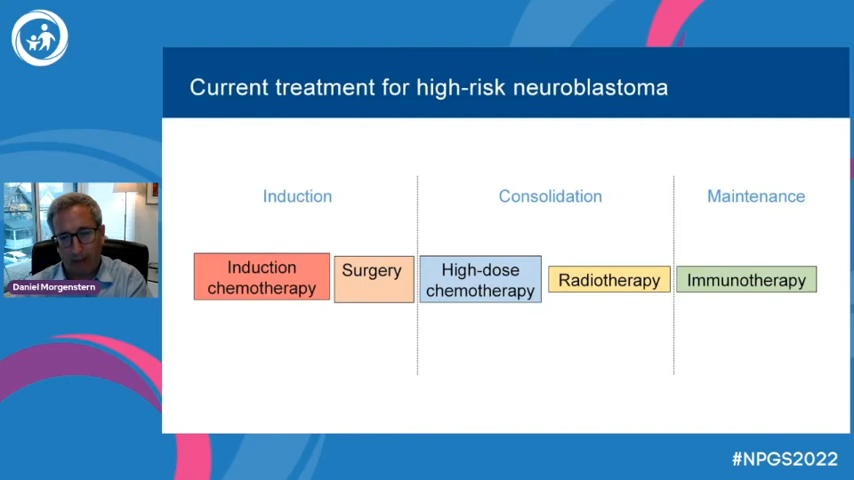 Current treatment for high-risk neuroblastoma
Induction
Consolidation
Maintenance
Induction
chemotherapy
Surgery
High-dose
chemotherapy
Radiotherapy
Immunotherapy
Daniel Morgenstern
#NPGS2022